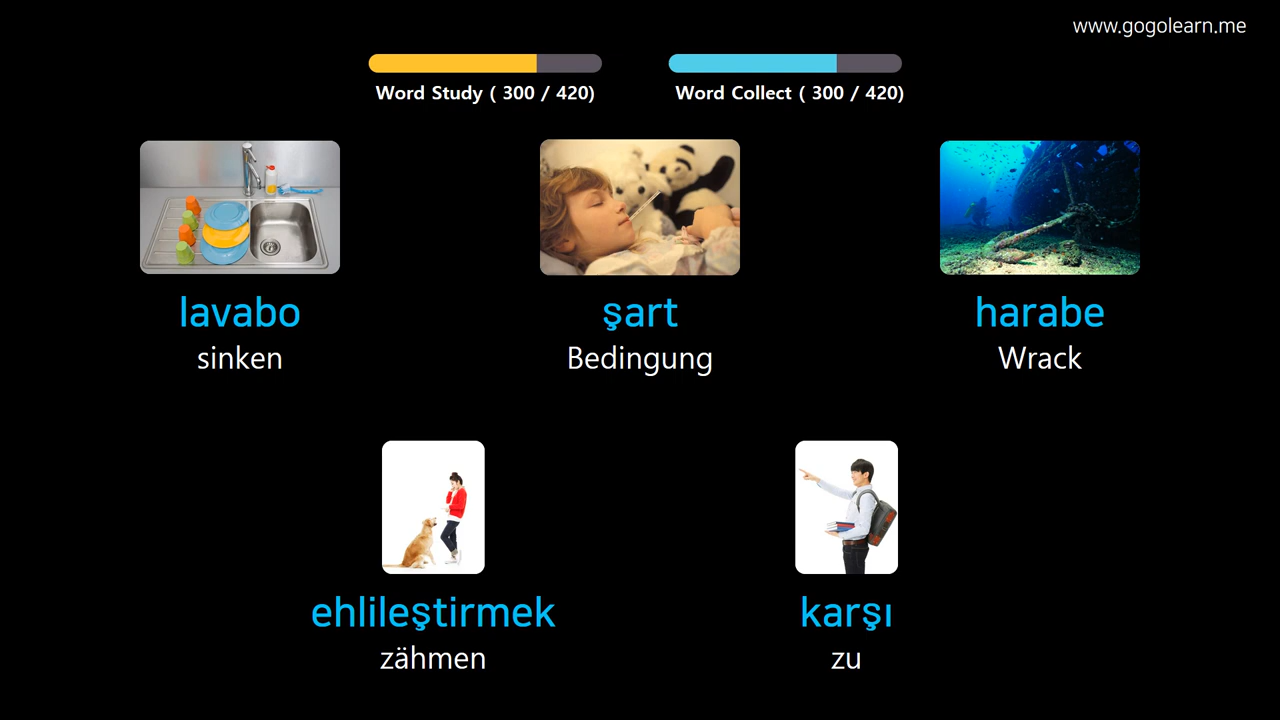 www.gogolearn.me
Word Study ( 300 / 420)
Word Collect ( 300 / 420)
lavabo
sinken
şart
Bedingung
harabe
Wrack
ehlileştirmek
zähmen
karşı
zu